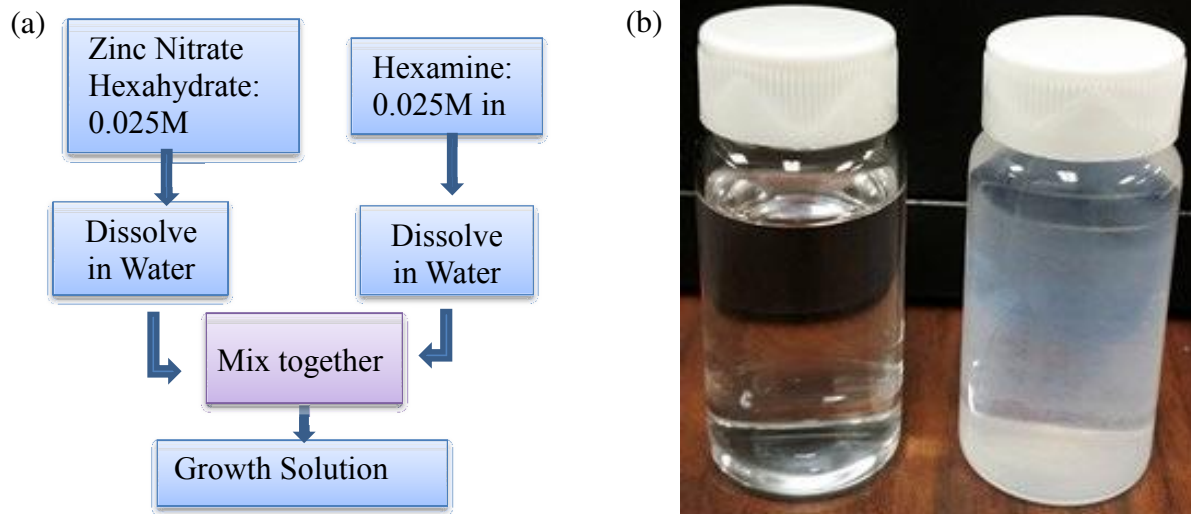 (a)
Zinc Nitrate
Hexahydrate:
0.025M
Hexamine:
0.025M in
Dissolve
in Water
Dissolve
in Water
Mix together
Growth Solution
(b)